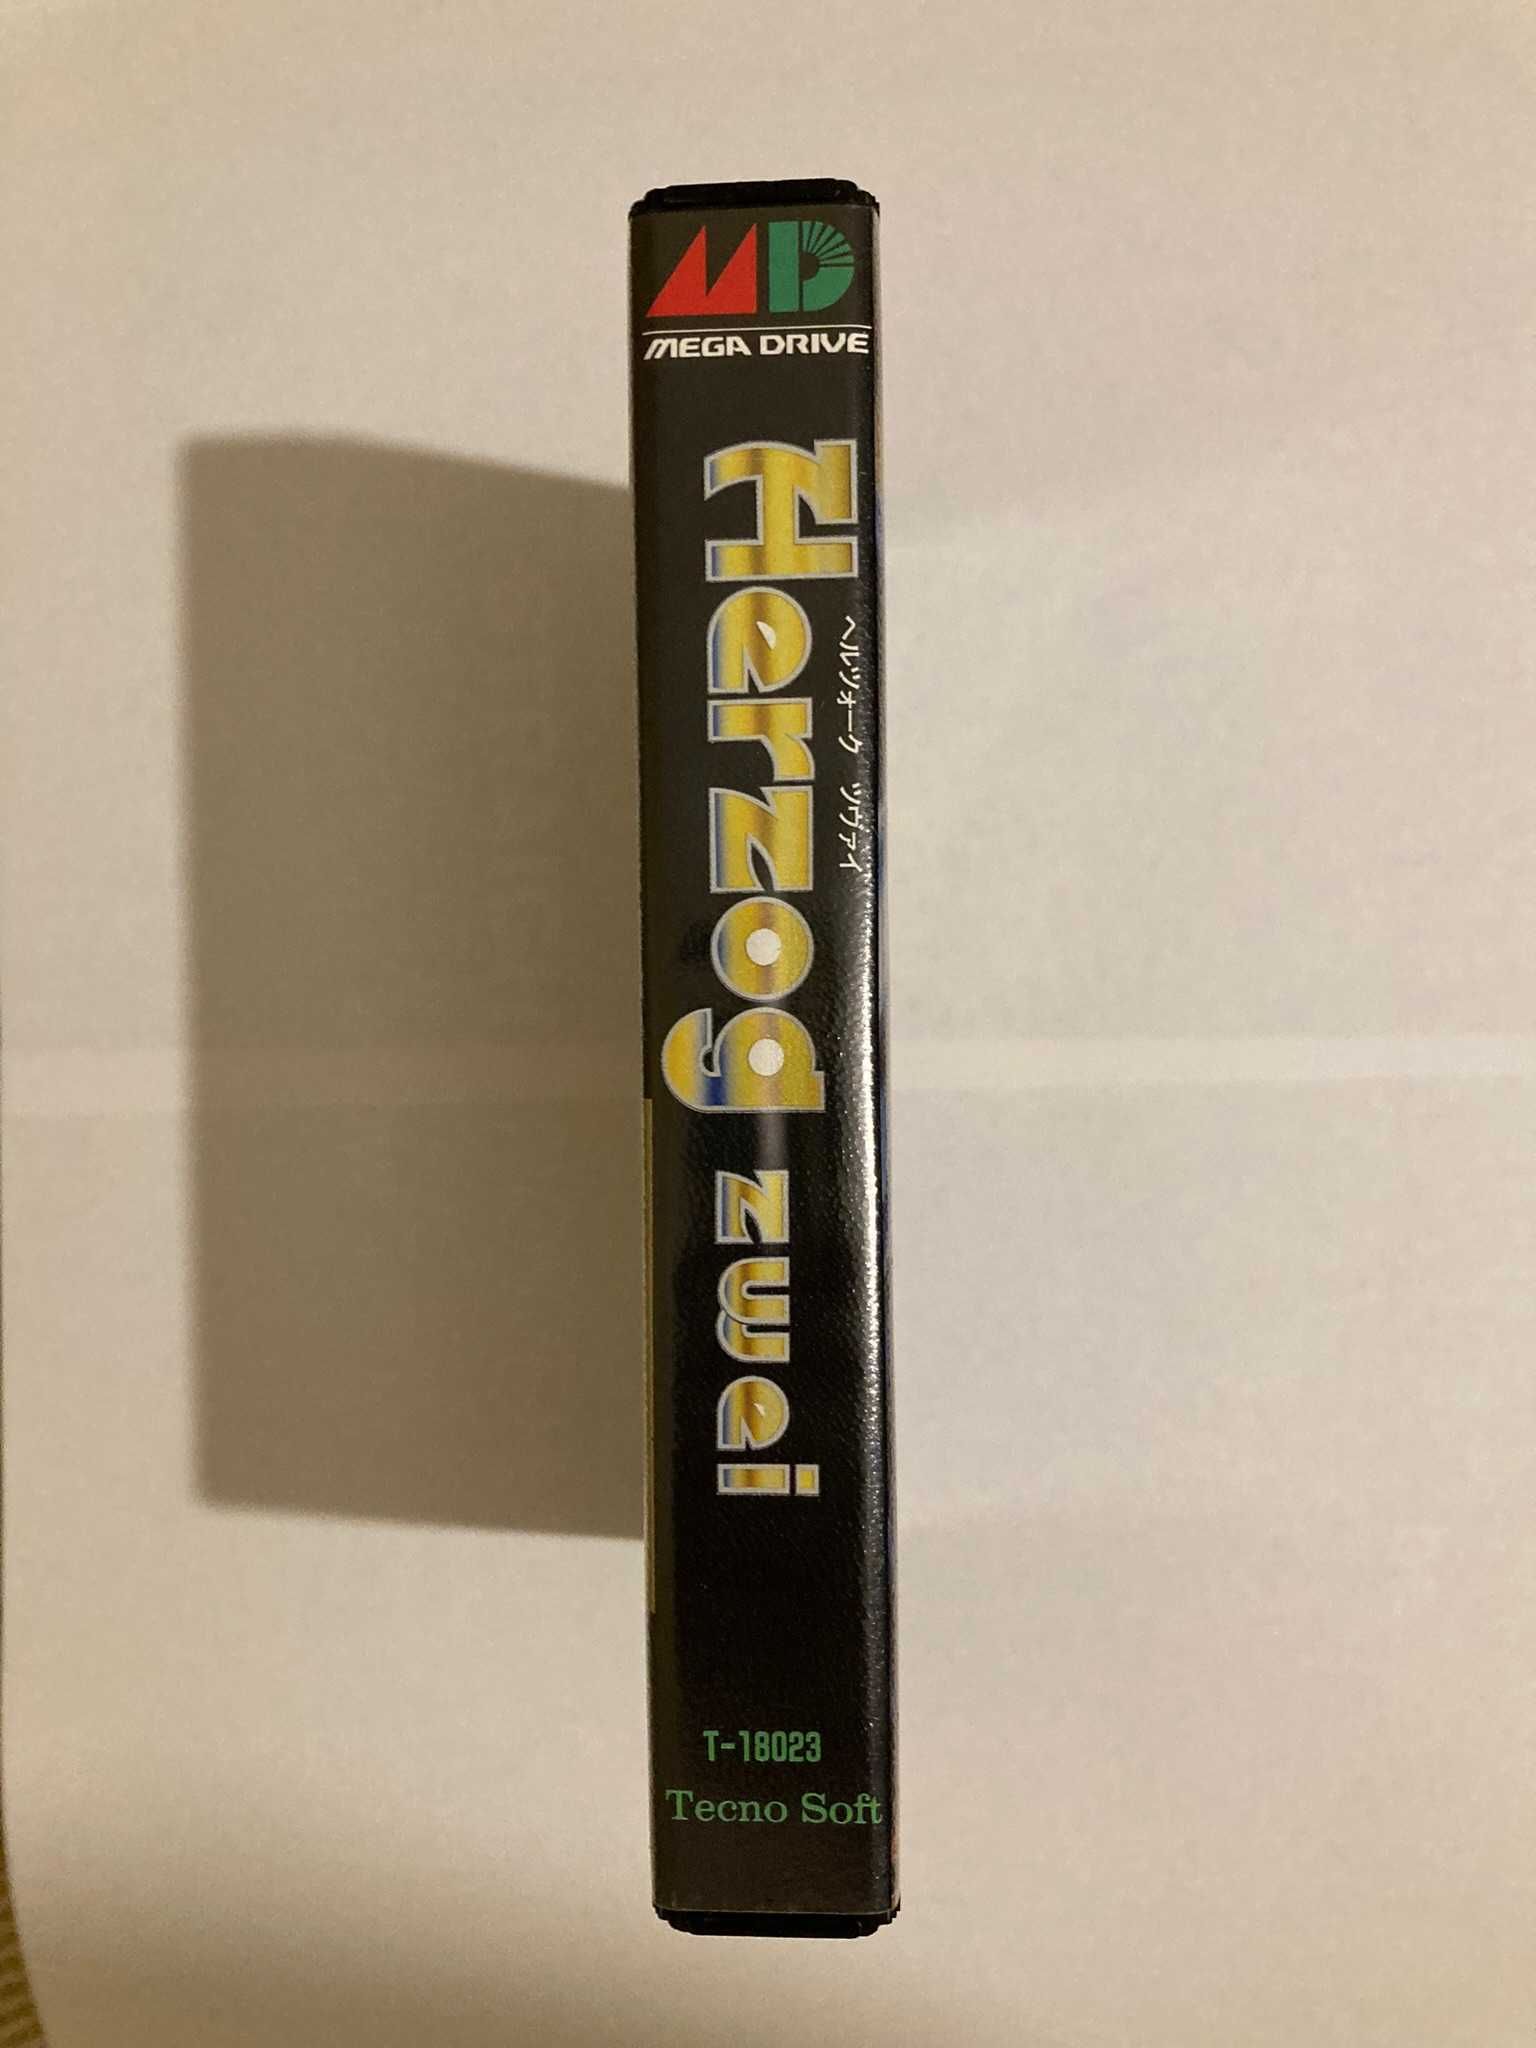 MD
MEGA DRIVE
ヘルツォーク ツヴァイ
Herzog zwei
T-18023
Tecno Soft